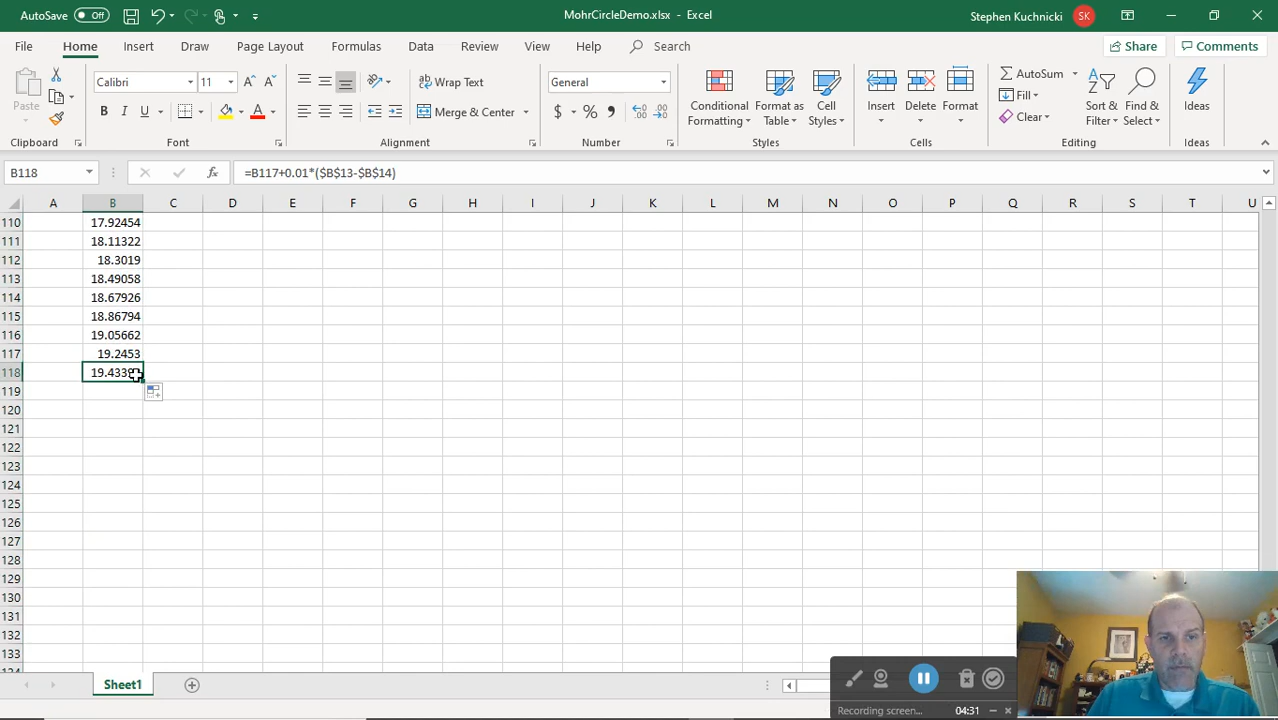 AutoSave Off MohrCircleDemo.xlsx - Excel Stephen Kuchnicki SK
File Home Insert Draw Page Layout Formulas Data Review View Help Search Share Comments
Paste Calibri 11 Wrap Text General Conditional Formatting Format as Table Cell Styles Insert Delete Format AutoSum Fill Clear Sort & Filter Find & Select Ideas
B I U Merge & Center $ %
Clipboard Font Alignment Number Styles Cells Editing Ideas
B118 fx =B117+0.01*($B$13-$B$14)
A B C D E F G H I J K L M N O P Q R S T U
110 17.92454
111 18.11322
112 18.3019
113 18.49058
114 18.67926
115 18.86794
116 19.05662
117 19.2453
118
119
120
121
122
123
124
125
126
127
128
129
130
131
132
133
Sheet1
Recording screen... 04:31